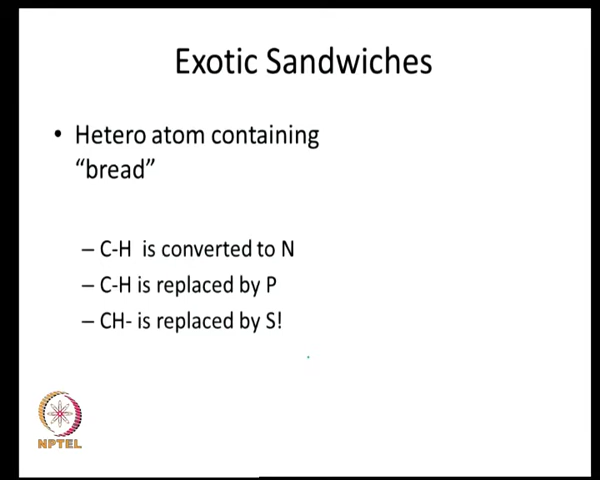 Exotic Sandwiches
• Hetero atom containing
“bread”
– C-H is converted to N
– C-H is replaced by P
– CH- is replaced by S!
NPTEL